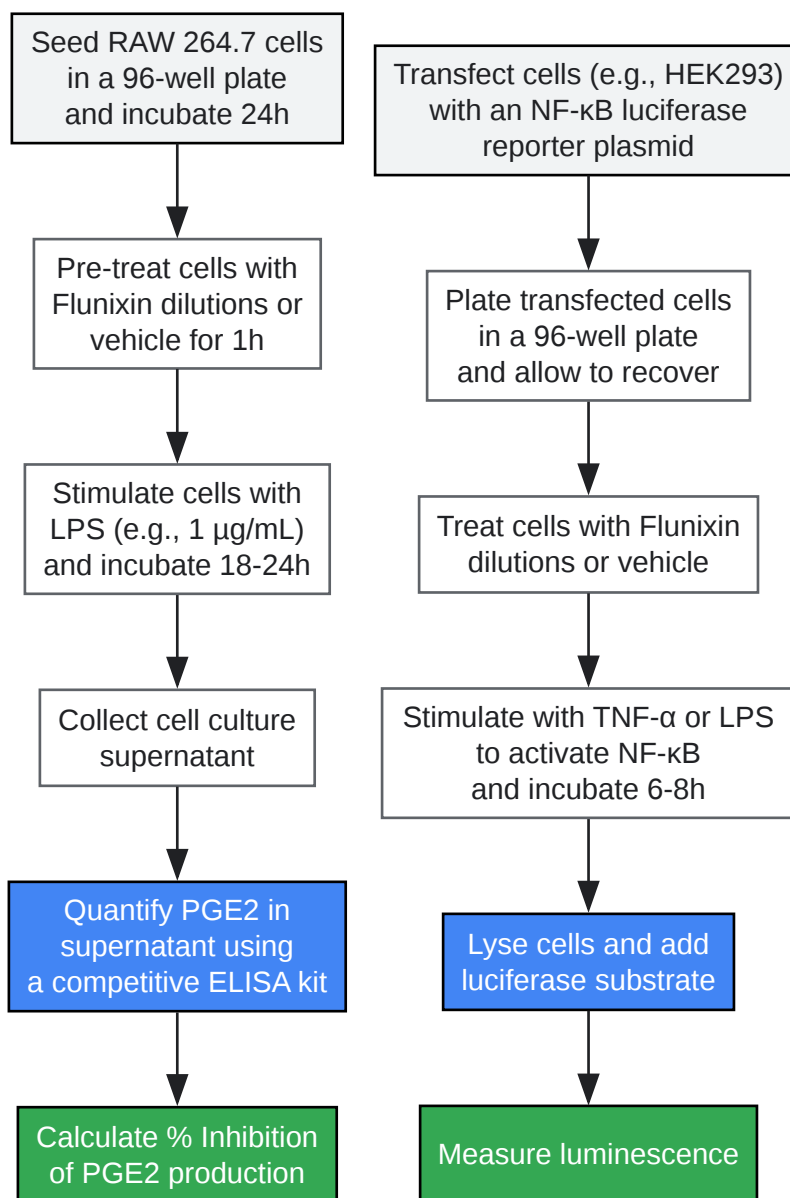 Seed RAW 264.7 cells
in a 96-well plate
and incubate 24h
Pre-treat cells with
Flunixin dilutions or
vehicle for 1h
Stimulate cells with
LPS (e.g., 1 µg/mL)
and incubate 18-24h
Collect cell culture
supernatant
Quantify PGE2 in
supernatant using
a competitive ELISA kit
Calculate % Inhibition
of PGE2 production
Transfect cells (e.g., HEK293)
with an NF-κB luciferase
reporter plasmid
Plate transfected cells
in a 96-well plate
and allow to recover
Treat cells with Flunixin
dilutions or vehicle
Stimulate with TNF-α or LPS
to activate NF-κB
and incubate 6-8h
Lyse cells and add
luciferase substrate
Measure luminescence